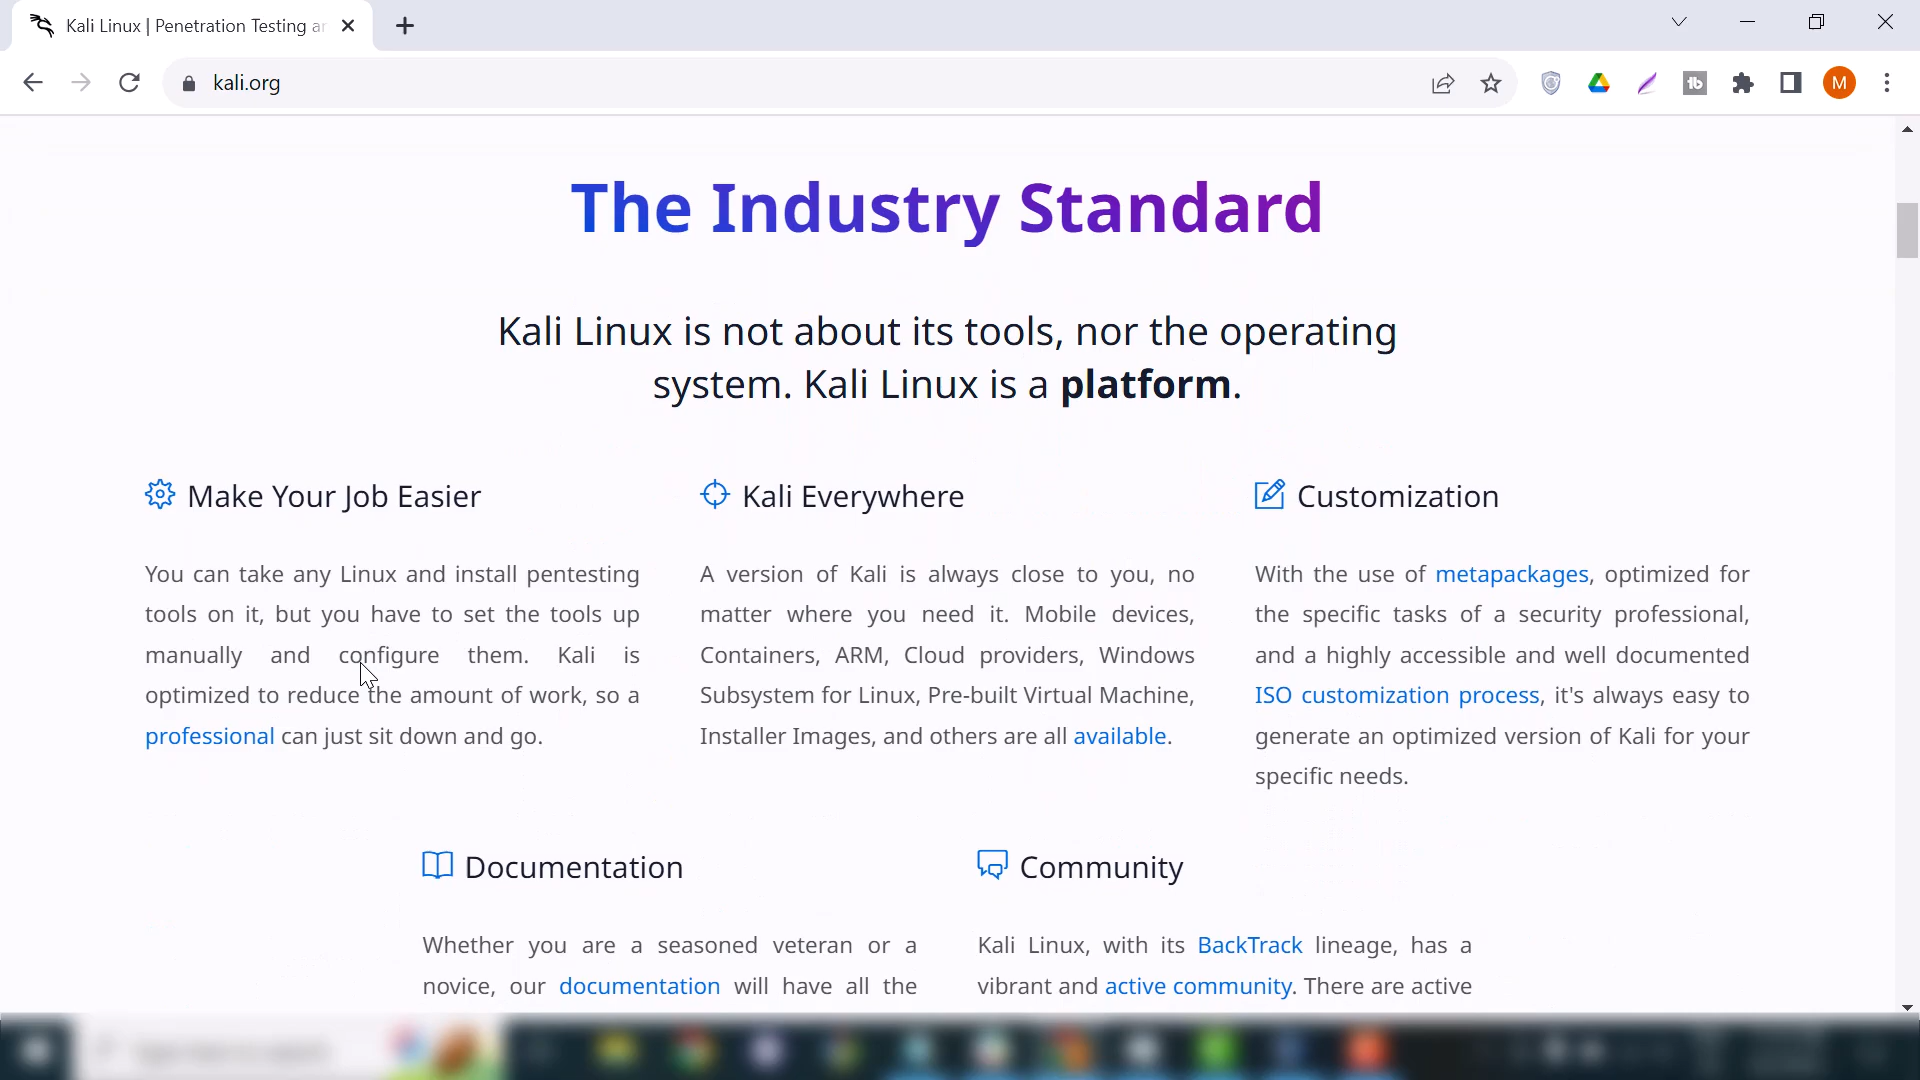 Kali Linux | Penetration Testing ar
kali.org
M
The Industry Standard
Kali Linux is not about its tools, nor the operating
system. Kali Linux is a platform.
Make Your Job Easier
You can take any Linux and install pentesting
tools on it, but you have to set the tools up
manually and configure them. Kali is
optimized to reduce the amount of work, so a
professional can just sit down and go.
Kali Everywhere
A version of Kali is always close to you, no
matter where you need it. Mobile devices,
Containers, ARM, Cloud providers, Windows
Subsystem for Linux, Pre-built Virtual Machine,
Installer Images, and others are all available.
Customization
With the use of metapackages, optimized for
the specific tasks of a security professional,
and a highly accessible and well documented
ISO customization process, it's always easy to
generate an optimized version of Kali for your
specific needs.
Documentation
Whether you are a seasoned veteran or a
novice, our documentation will have all the
Community
Kali Linux, with its BackTrack lineage, has a
vibrant and active community. There are active